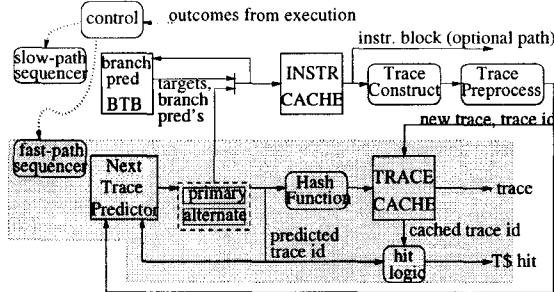 control
outcomes from execution
slow-path
sequencer
branch
pred
BTB
targets,
branch
pred's
INSTR
CACHE
instr. block (optional path)
Trace
Construct
Trace
Preprocess
new trace, trace id
fast-path
sequencer
Next
Trace
Predictor
primary
alternate
Hash
Function
TRACE
CACHE
trace
cached trace id
predicted
trace id
hit
logic
T$ hit